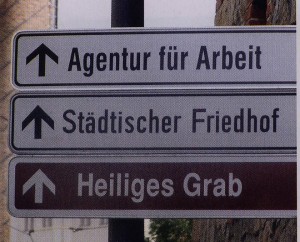 Agentur für Arbeit
Städtischer Friedhof
Heiliges Grab